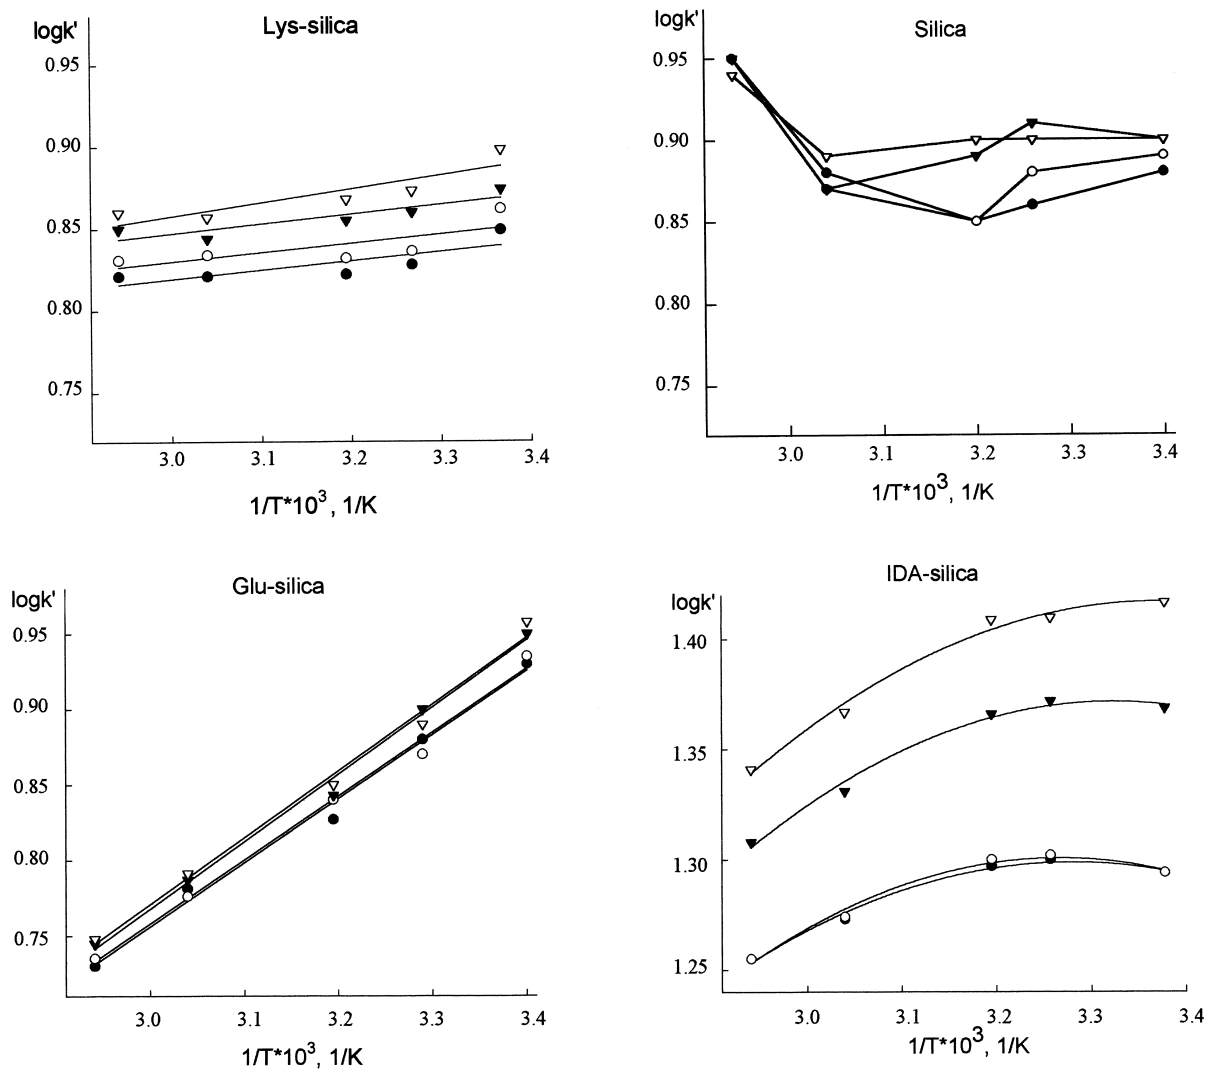 Lys-silica
logk'
0.95
0.90
0.85
0.80
0.75
3.0 3.1 3.2 3.3 3.4
1/T*10³, 1/K
Silica
logk'
0.95
0.90
0.85
0.80
0.75
3.0 3.1 3.2 3.3 3.4
1/T*10³, 1/K
Glu-silica
logk'
0.95
0.90
0.85
0.80
0.75
3.0 3.1 3.2 3.3 3.4
1/T*10³, 1/K
IDA-silica
logk'
1.40
1.35
1.30
1.25
3.0 3.1 3.2 3.3 3.4
1/T*10³, 1/K